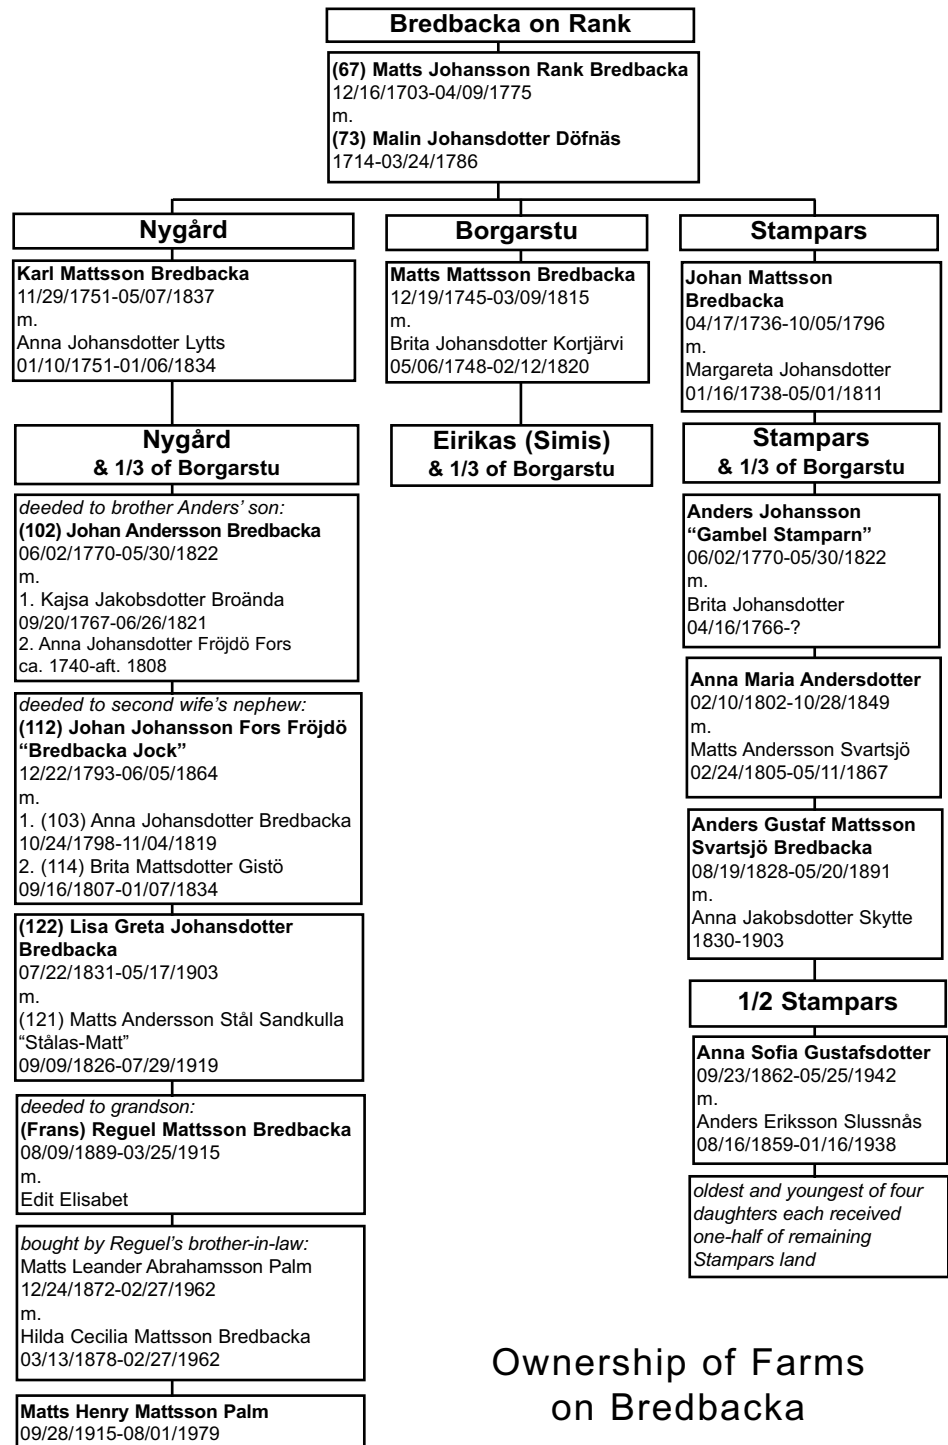 Bredbacka on Rank
(67) Matts Johansson Rank Bredbacka
12/16/1703-04/09/1775
m.
(73) Malin Johansdotter Döfnäs
1714-03/24/1786
Nygård
Karl Mattsson Bredbacka
11/29/1751-05/07/1837
m.
Anna Johansdotter Lytts
01/10/1751-01/06/1834
Nygård
& 1/3 of Borgarstu
deeded to brother Anders’ son:
(102) Johan Andersson Bredbacka
06/02/1770-05/30/1822
m.
1. Kajsa Jakobsdotter Broända
09/20/1767-06/26/1821
2. Anna Johansdotter Fröjdö Fors
ca. 1740-aft. 1808
deeded to second wife’s nephew:
(112) Johan Johansson Fors Fröjdö
“Bredbacka Jock”
12/22/1793-06/05/1864
m.
1. (103) Anna Johansdotter Bredbacka
10/24/1798-11/04/1819
2. (114) Brita Mattsdotter Gistö
09/16/1807-01/07/1834
(122) Lisa Greta Johansdotter
Bredbacka
07/22/1831-05/17/1903
m.
(121) Matts Andersson Stål Sandkulla
“Stålas-Matt”
09/09/1826-07/29/1919
deeded to grandson:
(Frans) Reguel Mattsson Bredbacka
08/09/1889-03/25/1915
m.
Edit Elisabet
bought by Reguel’s brother-in-law:
Matts Leander Abrahamsson Palm
12/24/1872-02/27/1962
m.
Hilda Cecilia Mattsson Bredbacka
03/13/1878-02/27/1962
Matts Henry Mattsson Palm
09/28/1915-08/01/1979
Borgarstu
Matts Mattsson Bredbacka
12/19/1745-03/09/1815
m.
Brita Johansdotter Kortjärvi
05/06/1748-02/12/1820
Eirikas (Simis)
& 1/3 of Borgarstu
Stampars
Johan Mattsson
Bredbacka
04/17/1736-10/05/1796
m.
Margareta Johansdotter
01/16/1738-05/01/1811
Stampars
& 1/3 of Borgarstu
Anders Johansson
“Gambel Stamparn”
06/02/1770-05/30/1822
m.
Brita Johansdotter
04/16/1766-?
Anna Maria Andersdotter
02/10/1802-10/28/1849
m.
Matts Andersson Svartsjö
02/24/1805-05/11/1867
Anders Gustaf Mattsson
Svartsjö Bredbacka
08/19/1828-05/20/1891
m.
Anna Jakobsdotter Skytte
1830-1903
1/2 Stampars
Anna Sofia Gustafsdotter
09/23/1862-05/25/1942
m.
Anders Eriksson Slussnås
08/16/1859-01/16/1938
oldest and youngest of four
daughters each received
one-half of remaining
Stampars land
Ownership of Farms
on Bredbacka